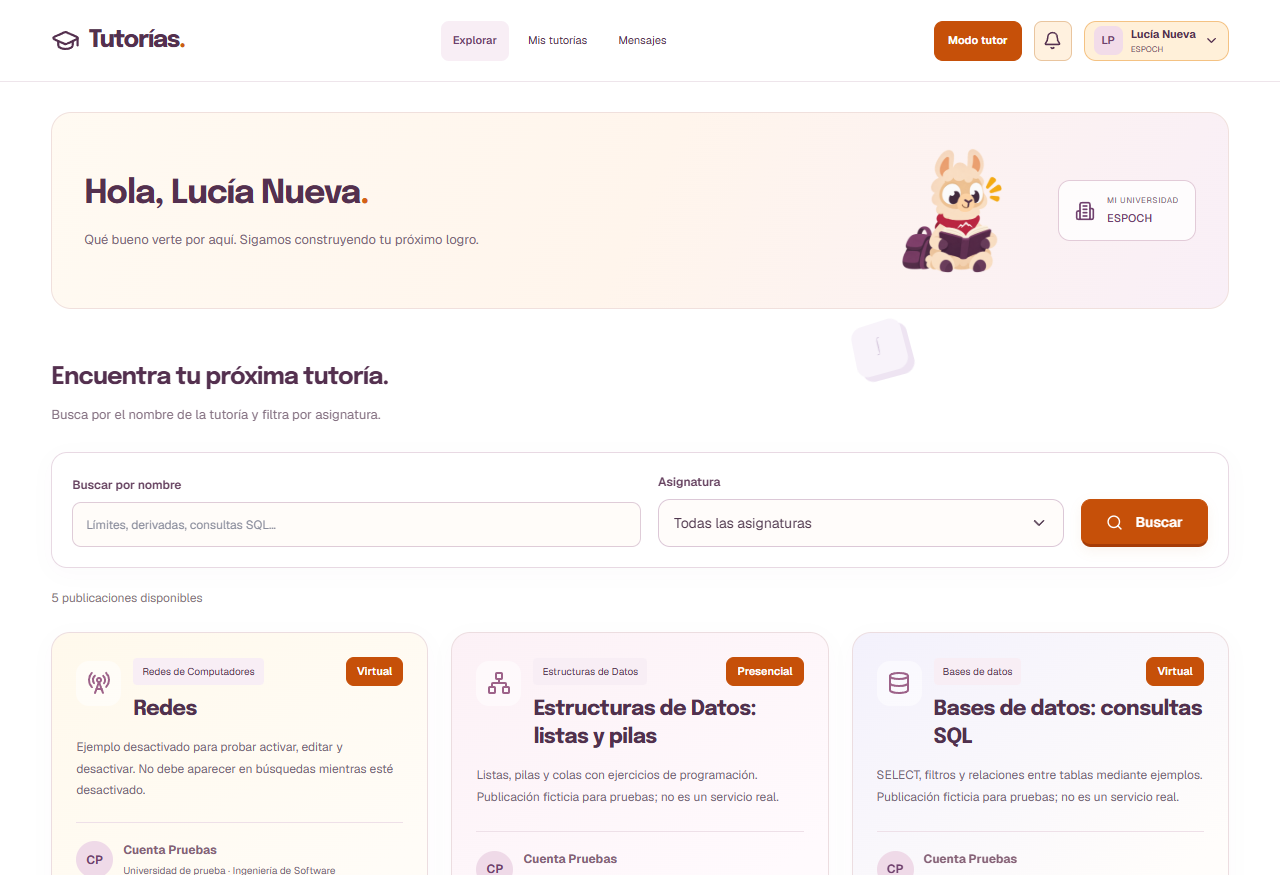 Tutorías.
Explorar
Mis tutorías
Mensajes
Modo tutor
LP
Lucía Nueva
ESPOCH
Hola, Lucía Nueva.
Qué bueno verte por aquí. Sigamos construyendo tu próximo logro.
MI UNIVERSIDAD
ESPOCH
Encuentra tu próxima tutoría.
Busca por el nombre de la tutoría y filtra por asignatura.
Buscar por nombre
Límites, derivadas, consultas SQL...
Asignatura
Todas las asignaturas
Buscar
5 publicaciones disponibles
Redes de Computadores
Virtual
Redes
Ejemplo desactivado para probar activar, editar y
desactivar. No debe aparecer en búsquedas mientras esté
desactivado.
CP
Cuenta Pruebas
Universidad de prueba · Ingeniería de Software
Estructuras de Datos
Presencial
Estructuras de Datos:
listas y pilas
Listas, pilas y colas con ejercicios de programación.
Publicación ficticia para pruebas; no es un servicio real.
CP
Cuenta Pruebas
Bases de datos
Virtual
Bases de datos: consultas
SQL
SELECT, filtros y relaciones entre tablas mediante ejemplos.
Publicación ficticia para pruebas; no es un servicio real.
CP
Cuenta Pruebas